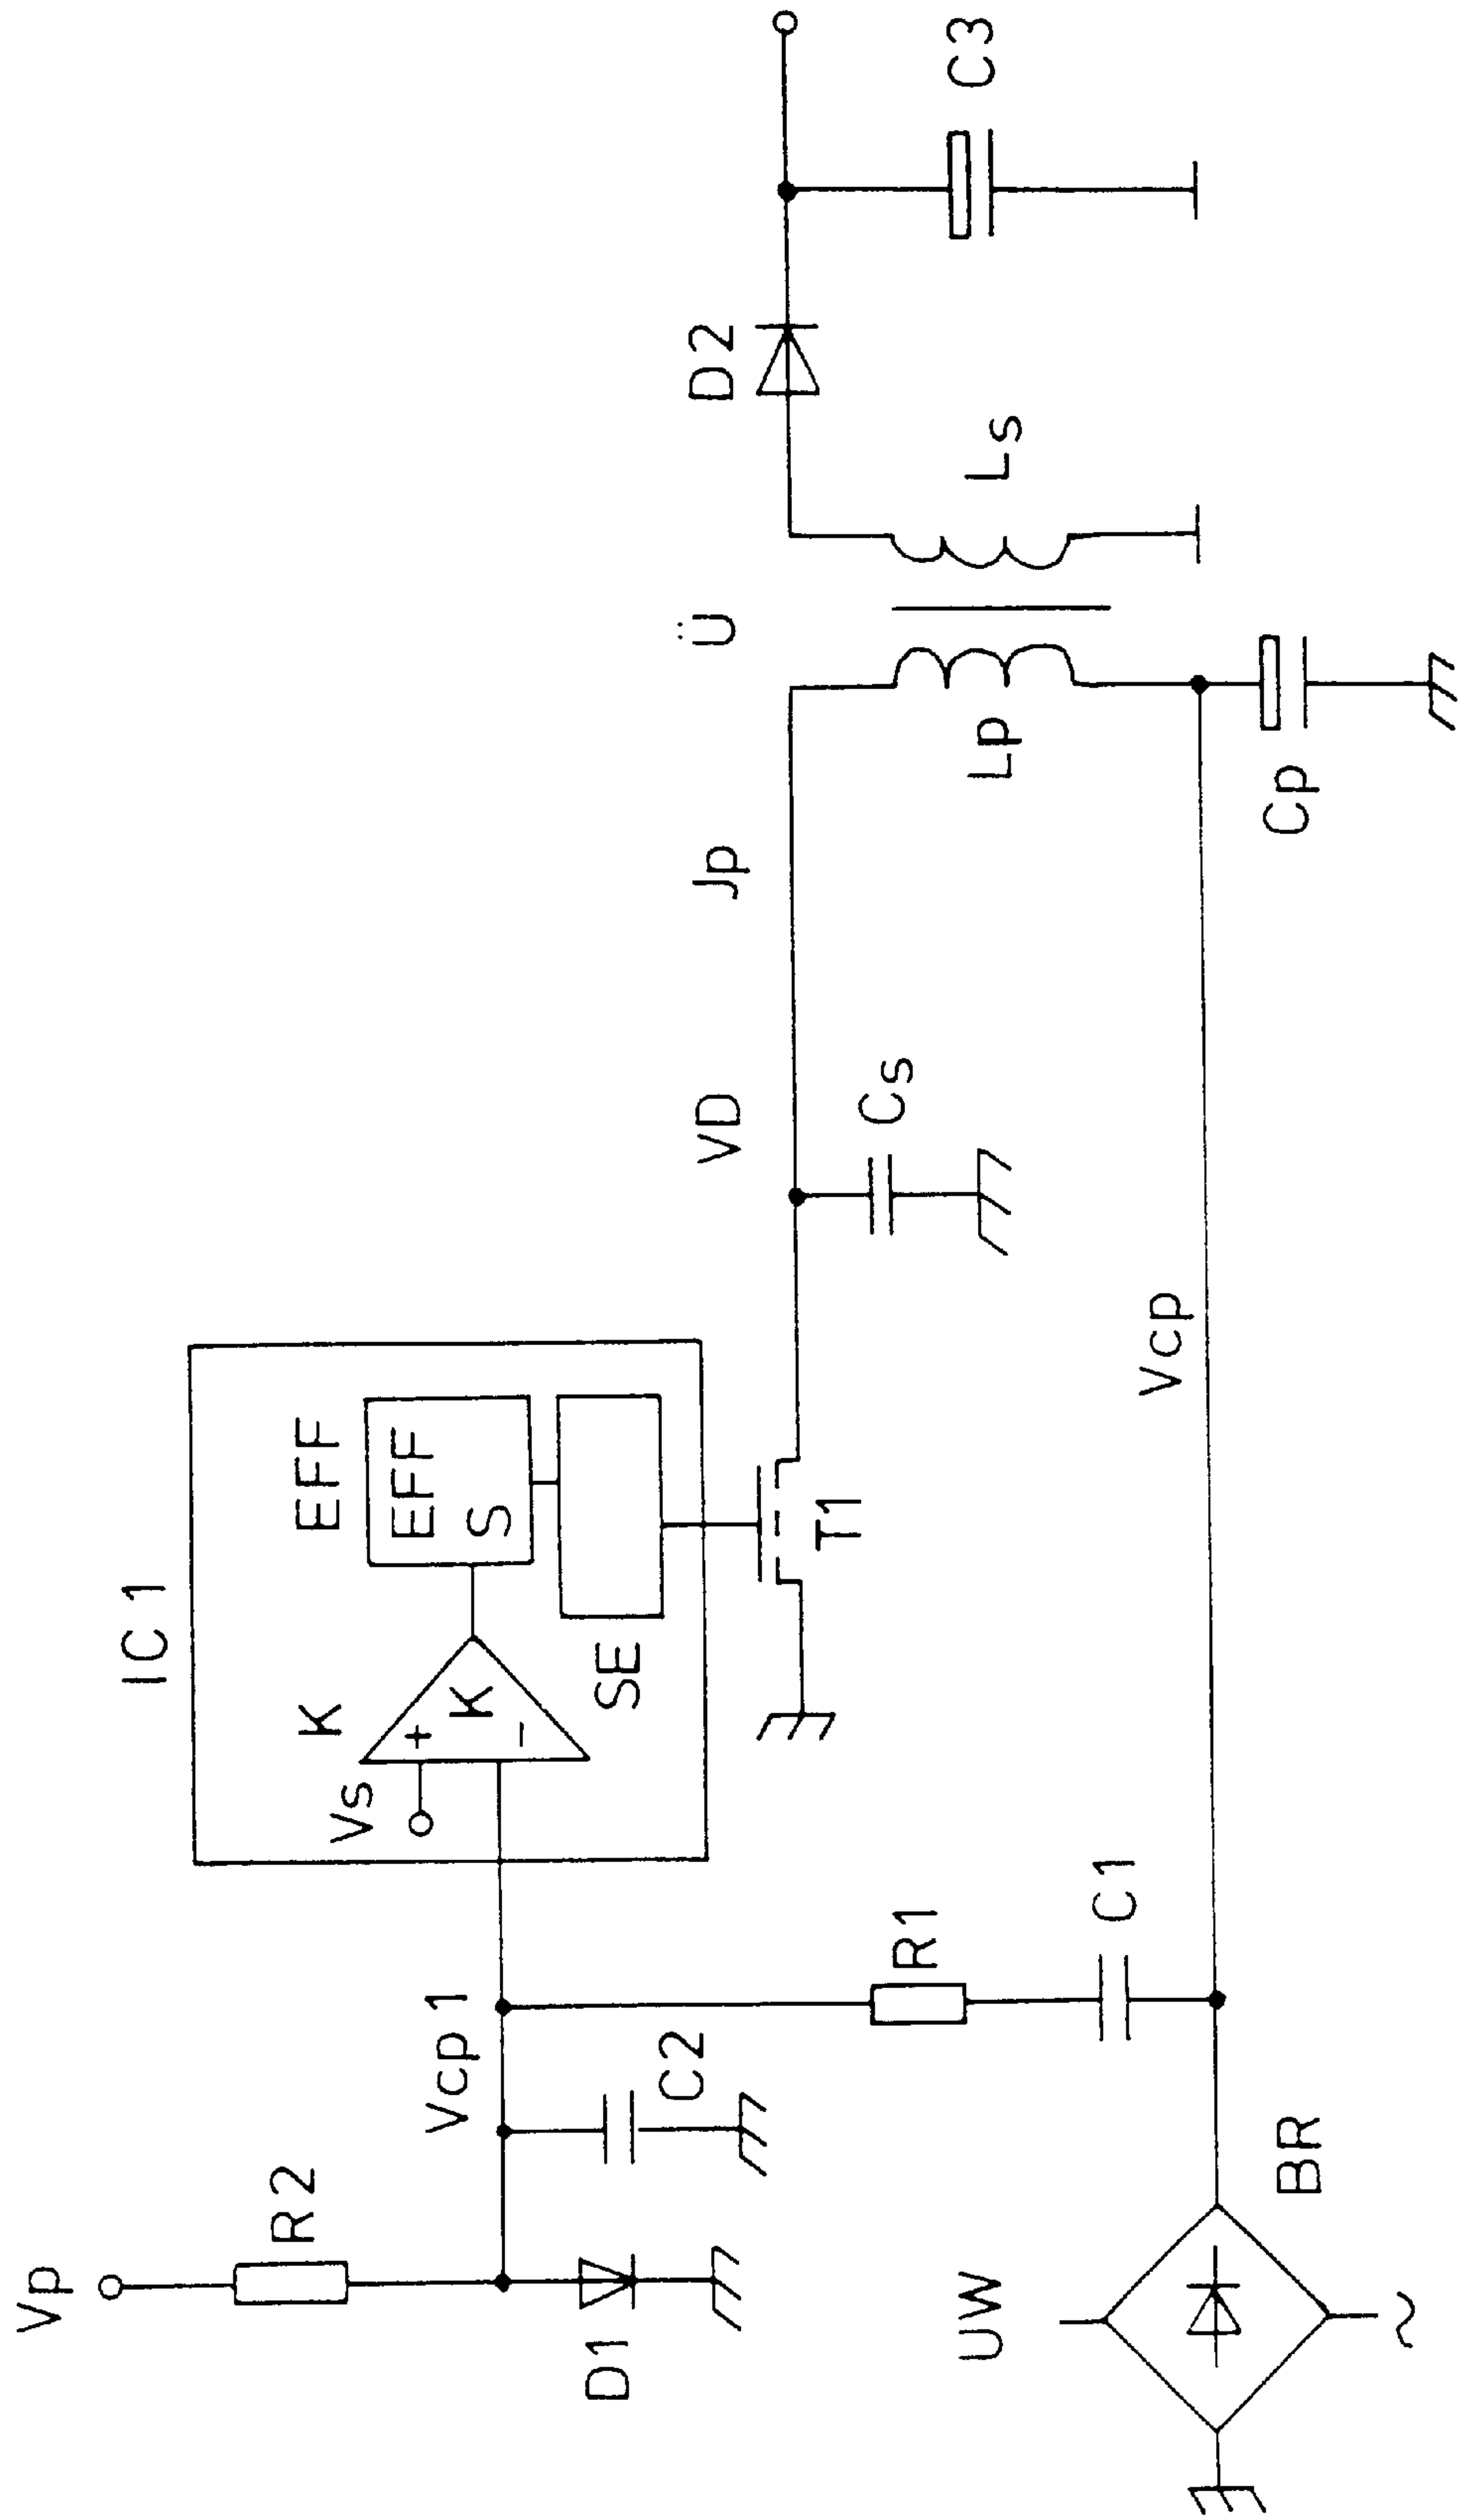 Vp
R2
D1
Vcp1
C2
IC1
K
Vs
+
K
-
EFF
EFF
S
SE
T1
VD
Cs
Jp
Ü
Lp
Ls
D2
C3
R1
C1
Vcp
Cp
UW
BR
~